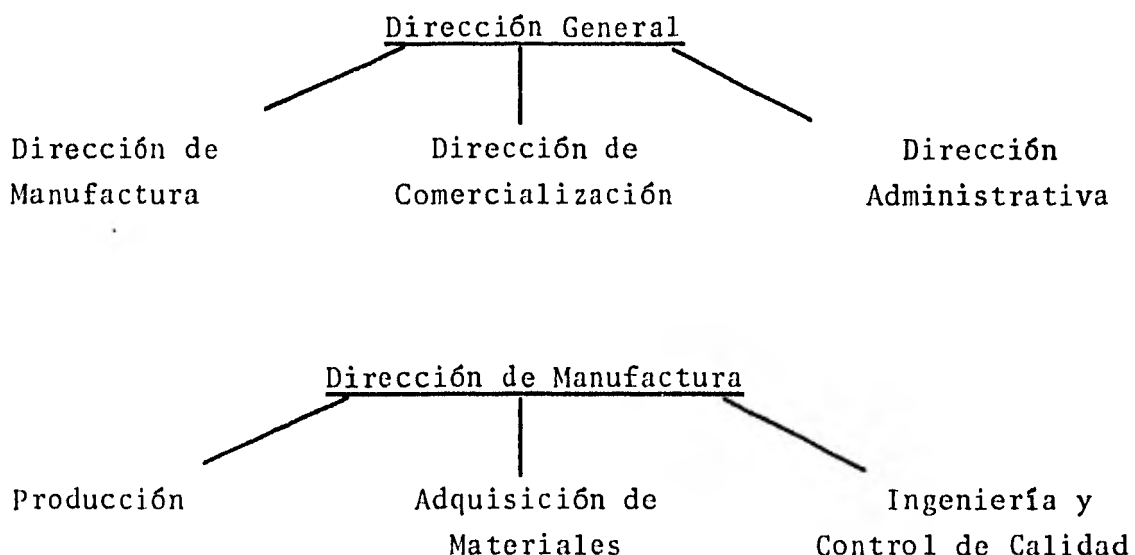 Dirección General
Dirección de Dirección de Dirección
Manufactura Comercialización Administrativa
Dirección de Manufactura
Producción Adquisición de Ingeniería y
Materiales Control de Calidad